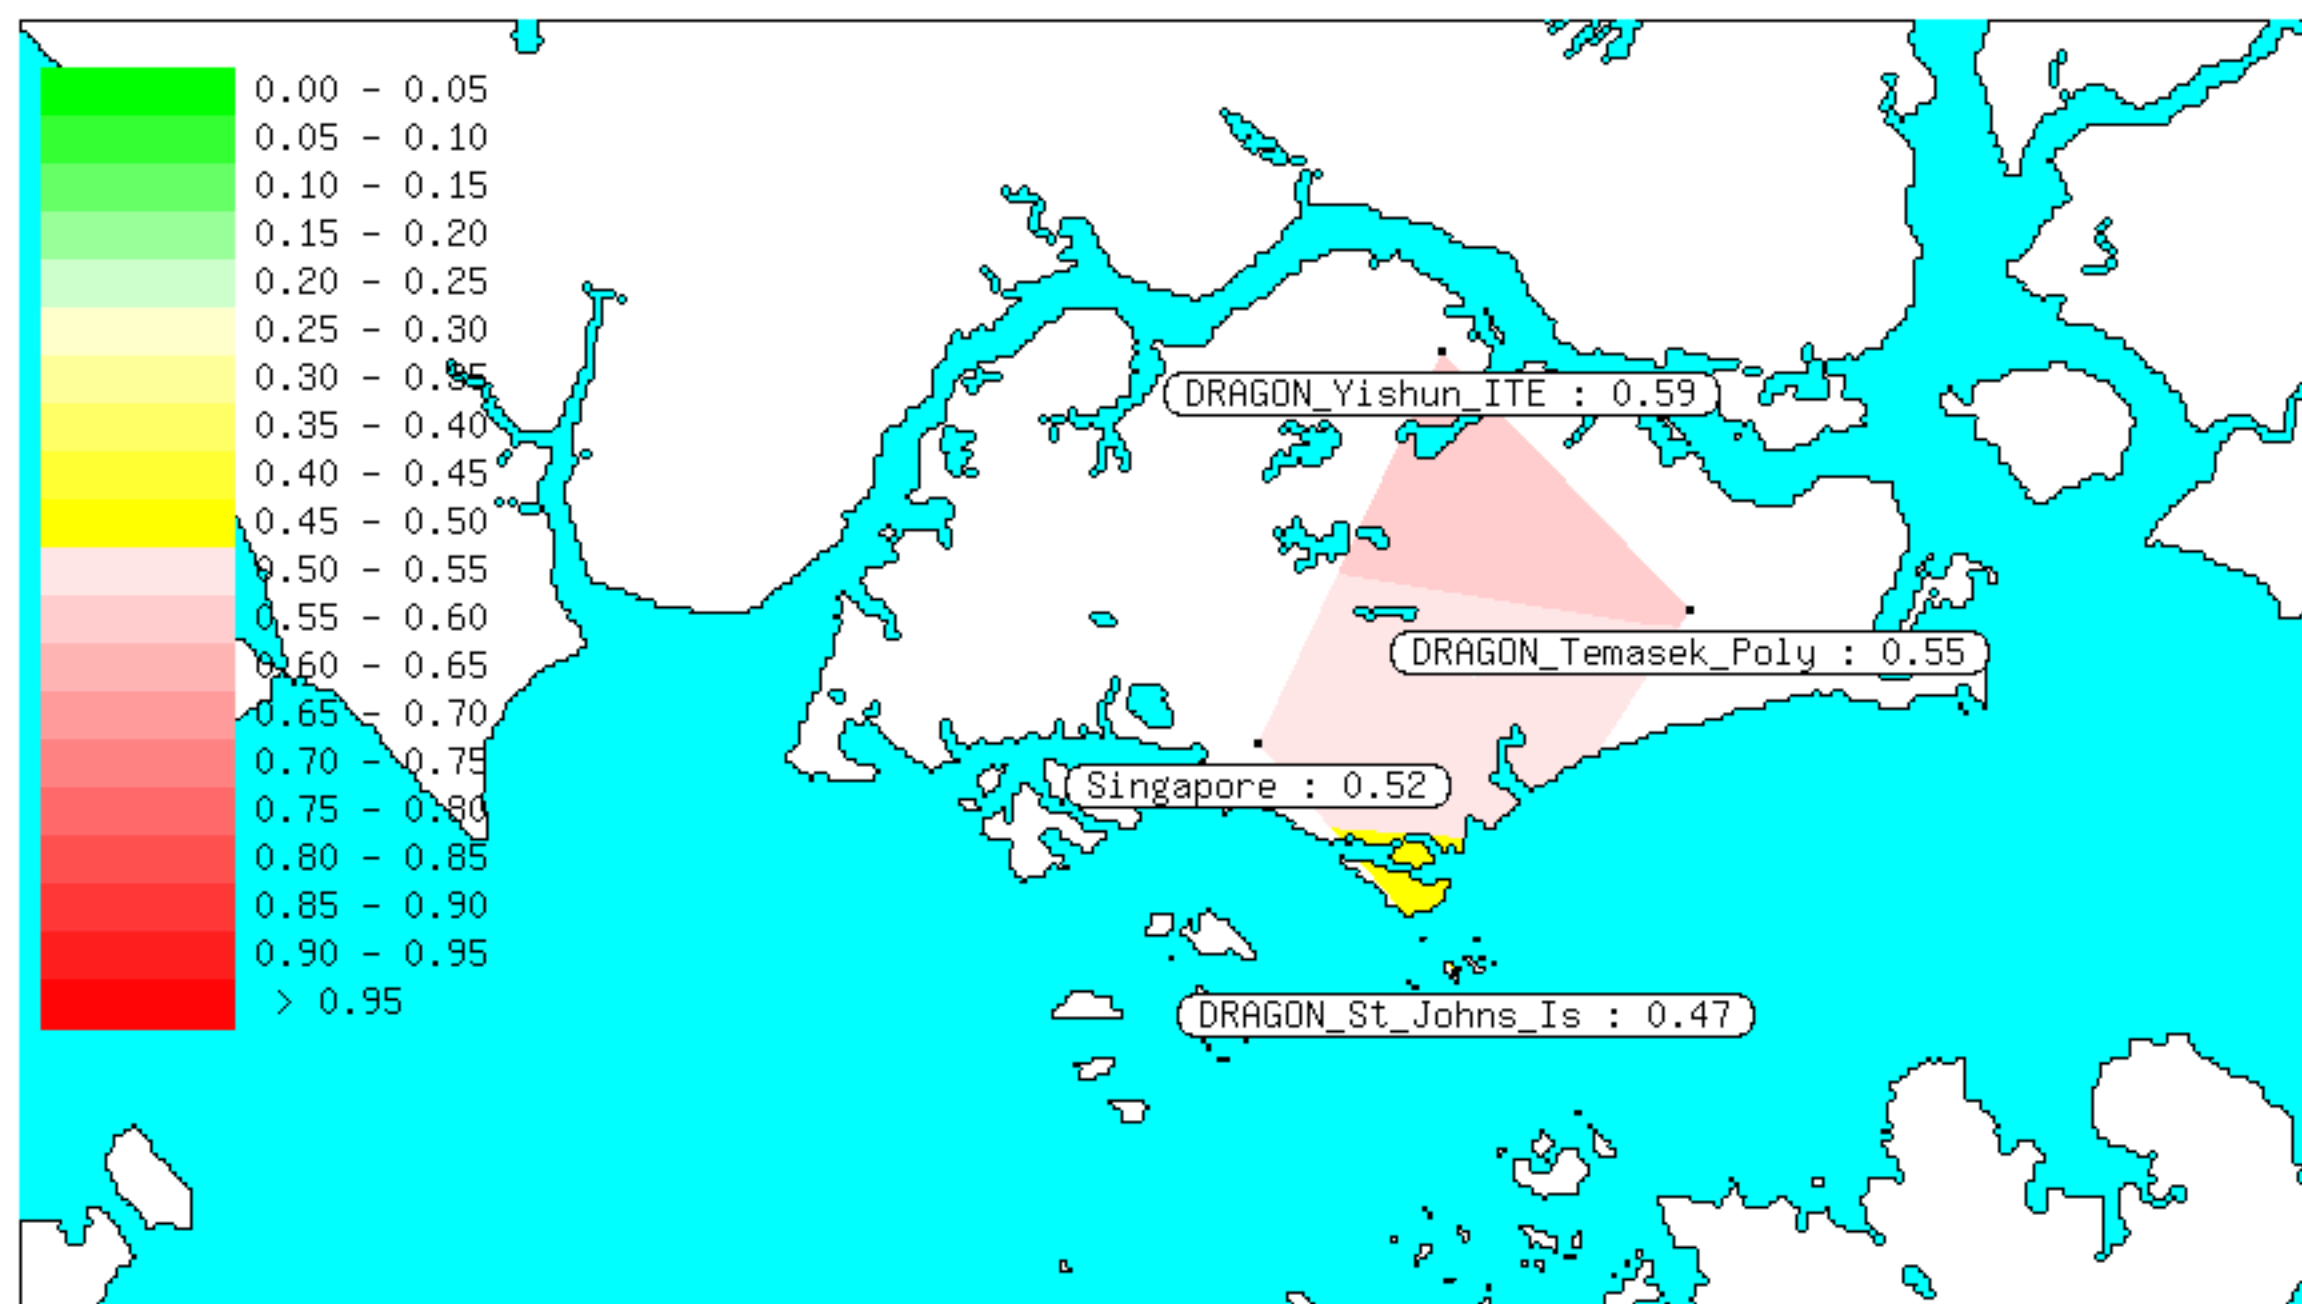 0.00 - 0.05
0.05 - 0.10
0.10 - 0.15
0.15 - 0.20
0.20 - 0.25
0.25 - 0.30
0.30 - 0.35
0.35 - 0.40
0.40 - 0.45
0.45 - 0.50
0.50 - 0.55
0.55 - 0.60
0.60 - 0.65
0.65 - 0.70
0.70 - 0.75
0.75 - 0.80
0.80 - 0.85
0.85 - 0.90
0.90 - 0.95
> 0.95
DRAGON_Yishun_ITE : 0.59
DRAGON_Temasek_Poly : 0.55
Singapore : 0.52
DRAGON_St_Johns_Is : 0.47